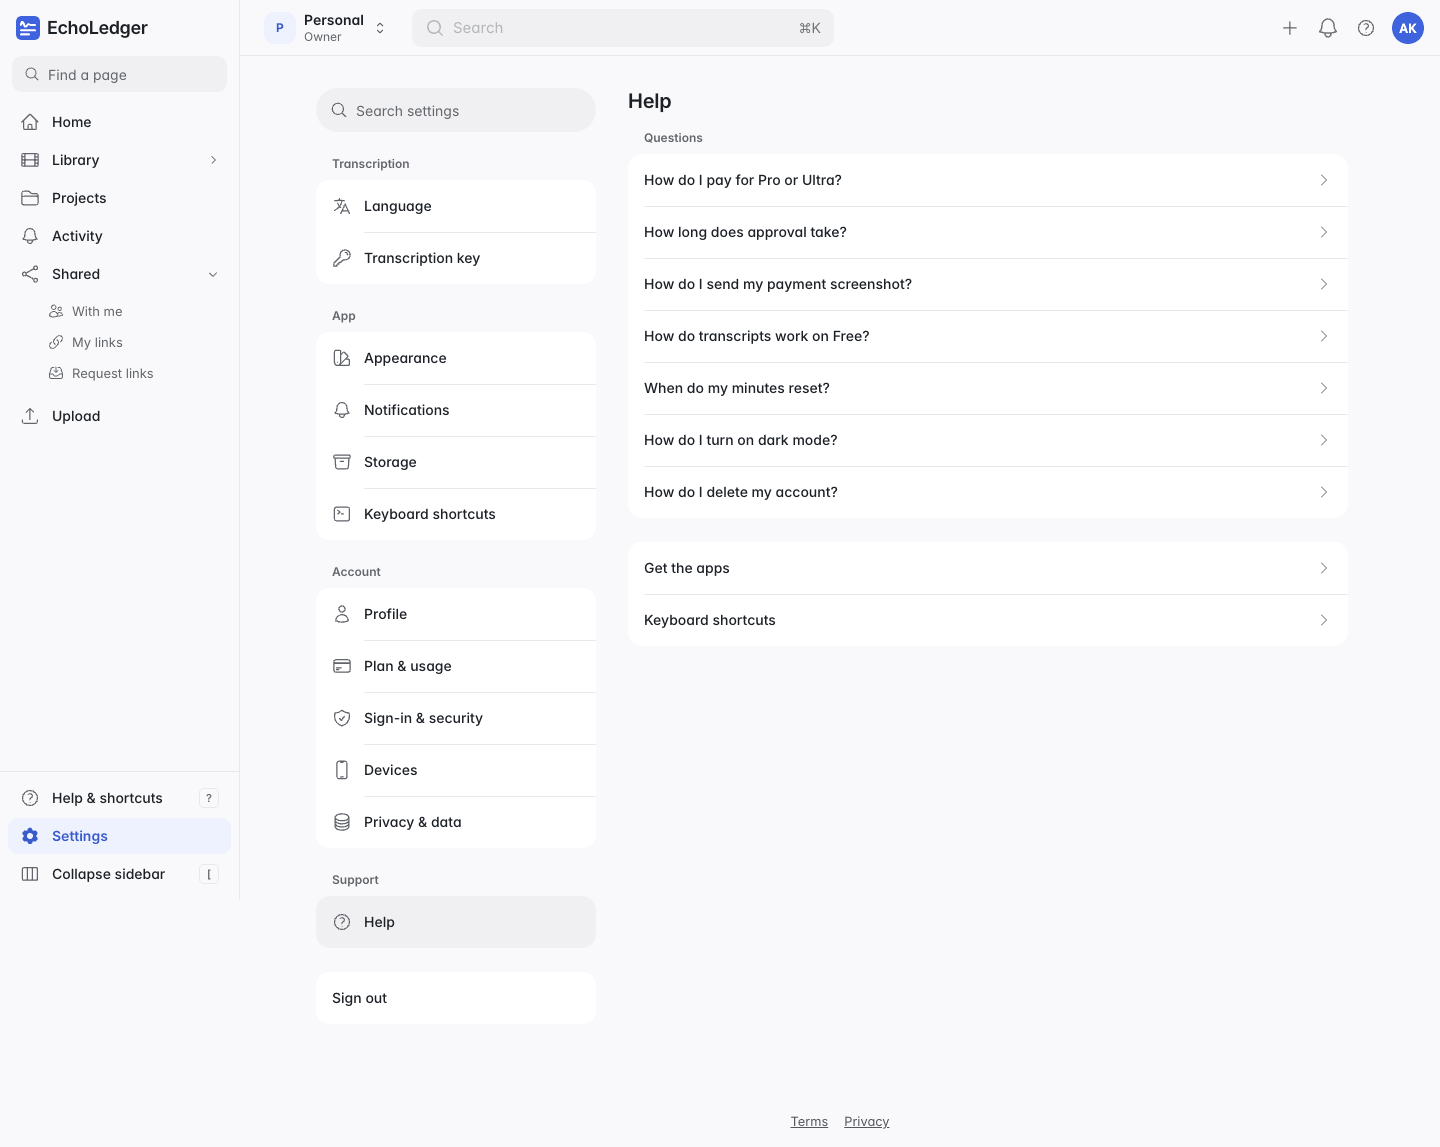 EchoLedger
Find a page
Home
Library
Projects
Activity
Shared
With me
My links
Request links
Upload
Help & shortcuts ?
Settings
Collapse sidebar [
P Personal
Owner
Search ⌘K
AK
Search settings
Transcription
Language
Transcription key
App
Appearance
Notifications
Storage
Keyboard shortcuts
Account
Profile
Plan & usage
Sign-in & security
Devices
Privacy & data
Support
Help
Sign out
Help
Questions
How do I pay for Pro or Ultra?
How long does approval take?
How do I send my payment screenshot?
How do transcripts work on Free?
When do my minutes reset?
How do I turn on dark mode?
How do I delete my account?
Get the apps
Keyboard shortcuts
Terms Privacy